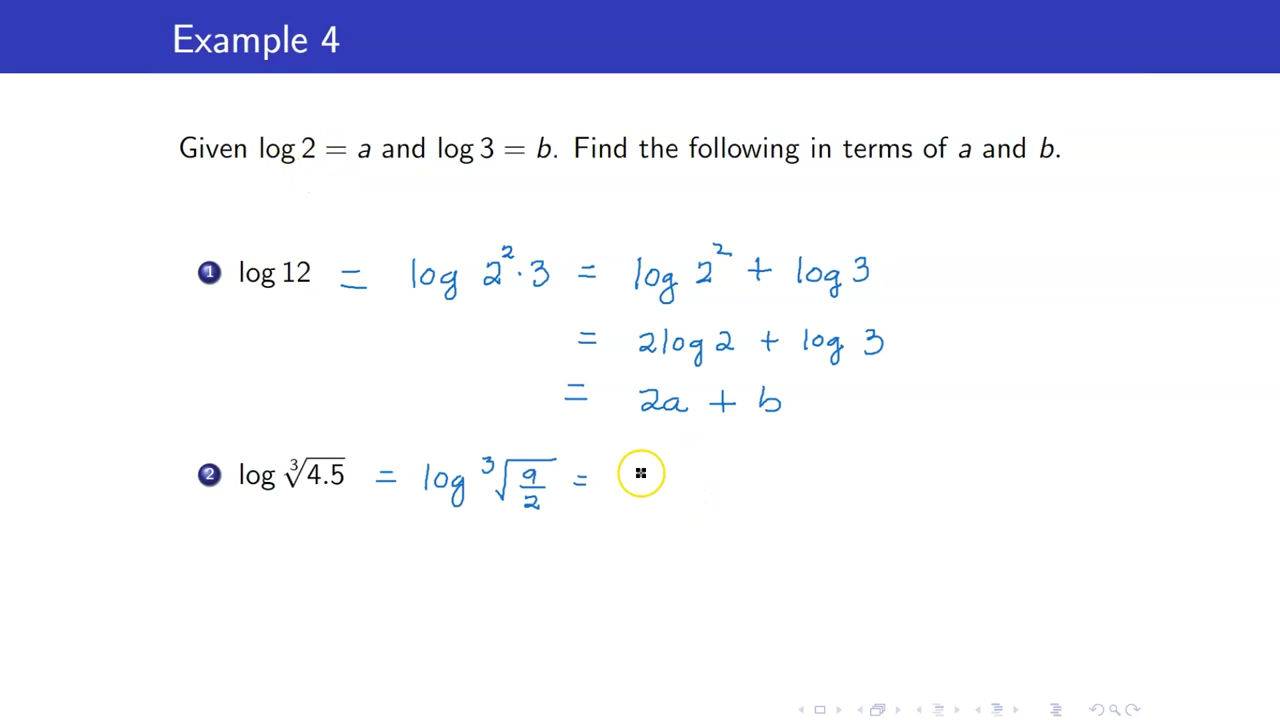 Example 4
Given log 2 = a and log 3 = b. Find the following in terms of a and b.
1 log 12 = log 2² · 3 = log 2² + log 3
= 2log 2 + log 3
= 2a + b
2 log ∛4.5 = log ∛(9/2) =